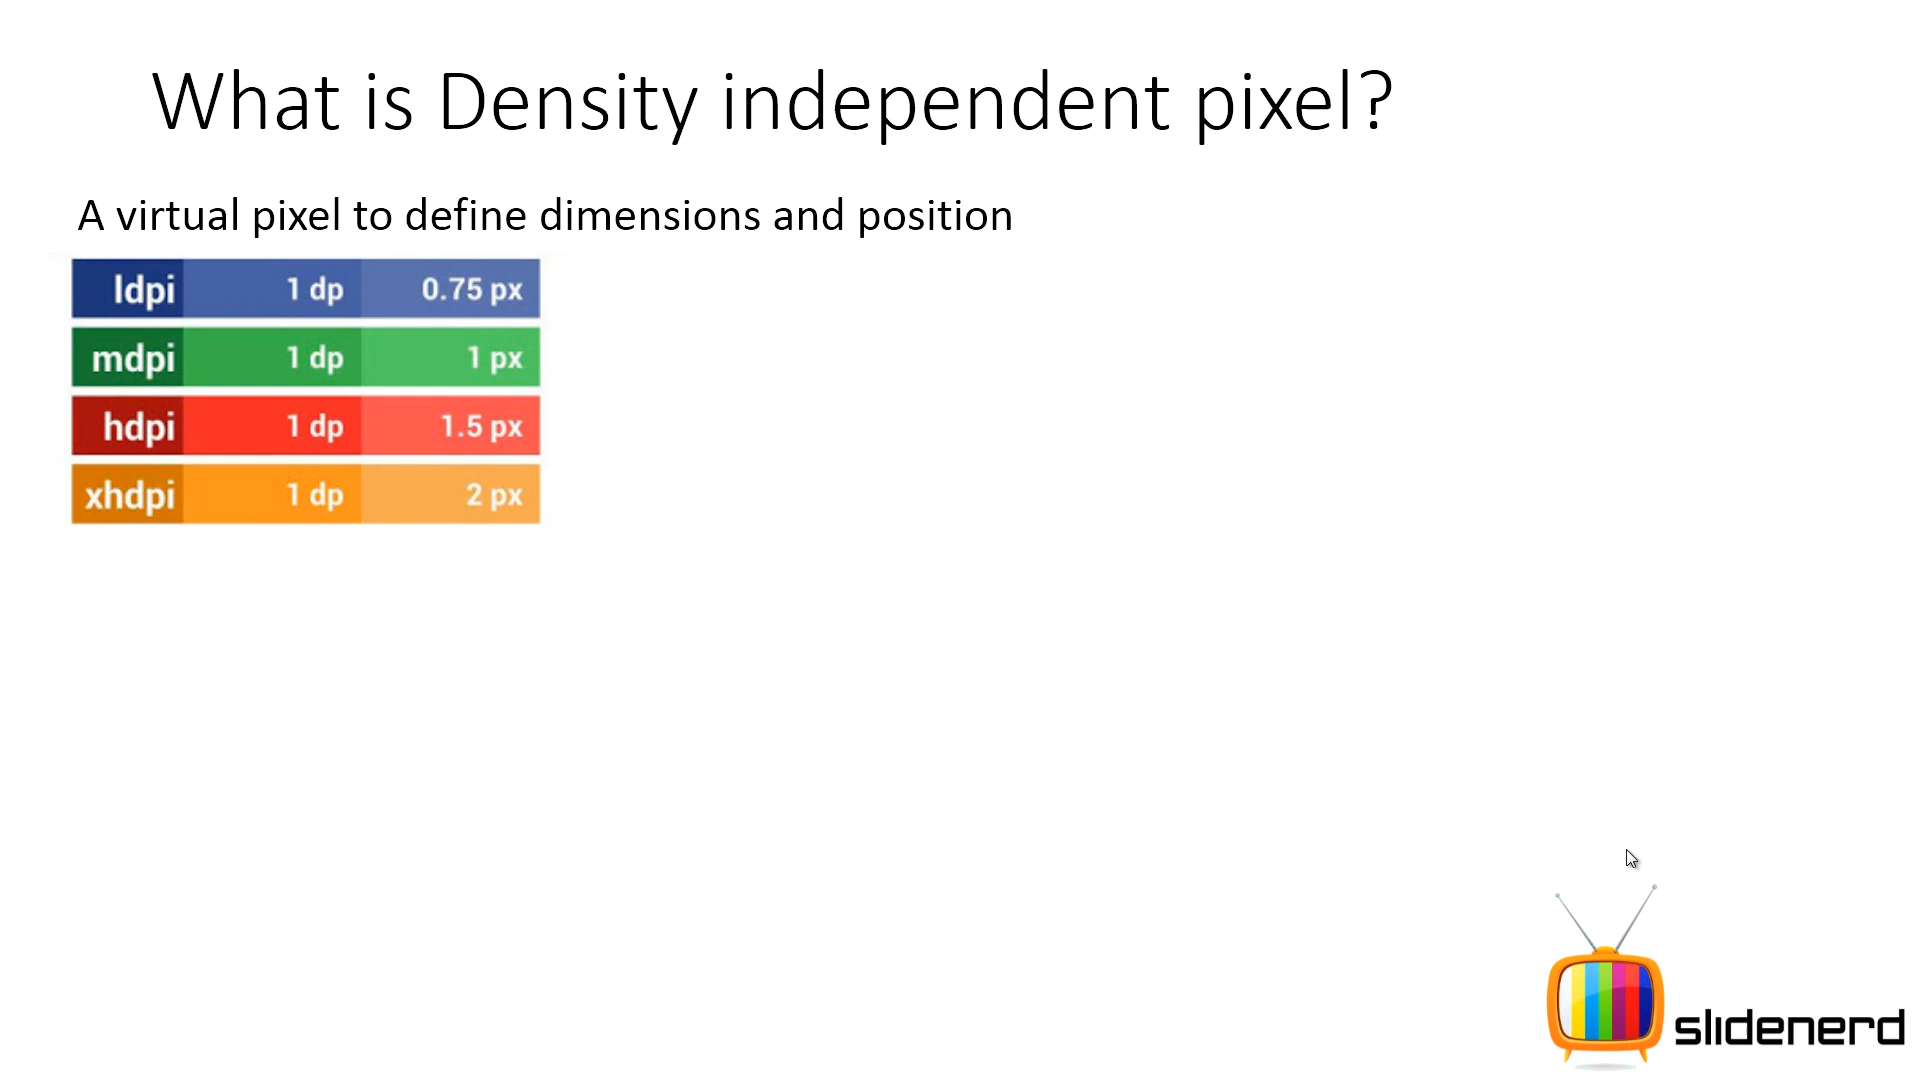 What is Density independent pixel?
A virtual pixel to define dimensions and position
ldpi 1 dp 0.75 px
mdpi 1 dp 1 px
hdpi 1 dp 1.5 px
xhdpi 1 dp 2 px
slidenerd